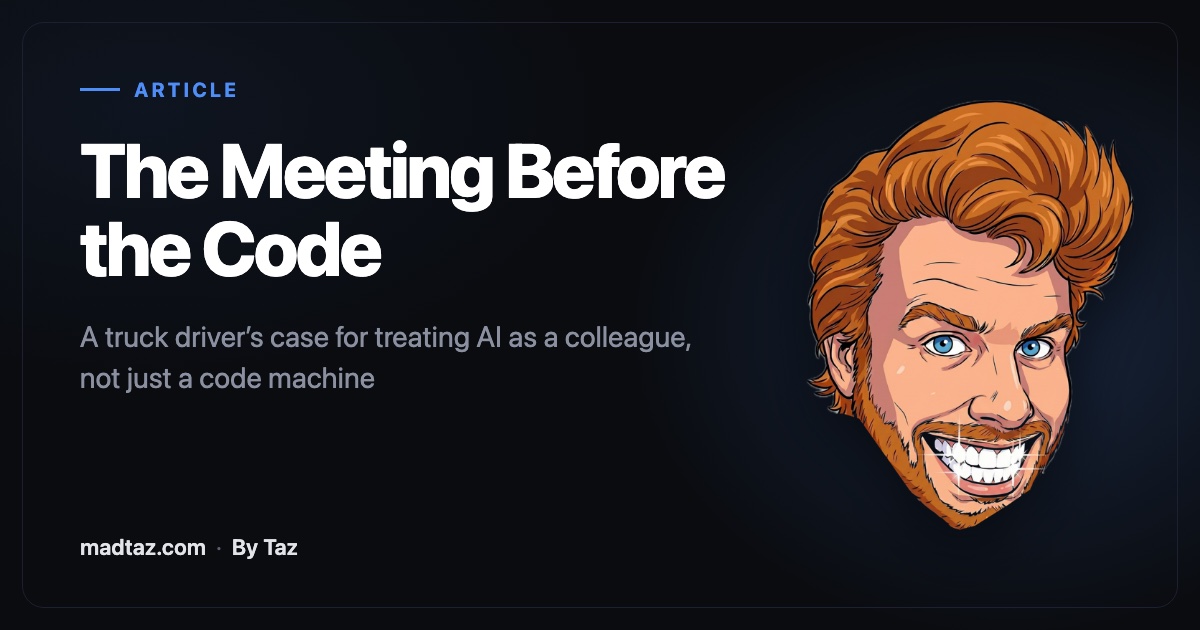 ARTICLE
The Meeting Before
the Code
A truck driver’s case for treating AI as a colleague,
not just a code machine
madtaz.com · By Taz